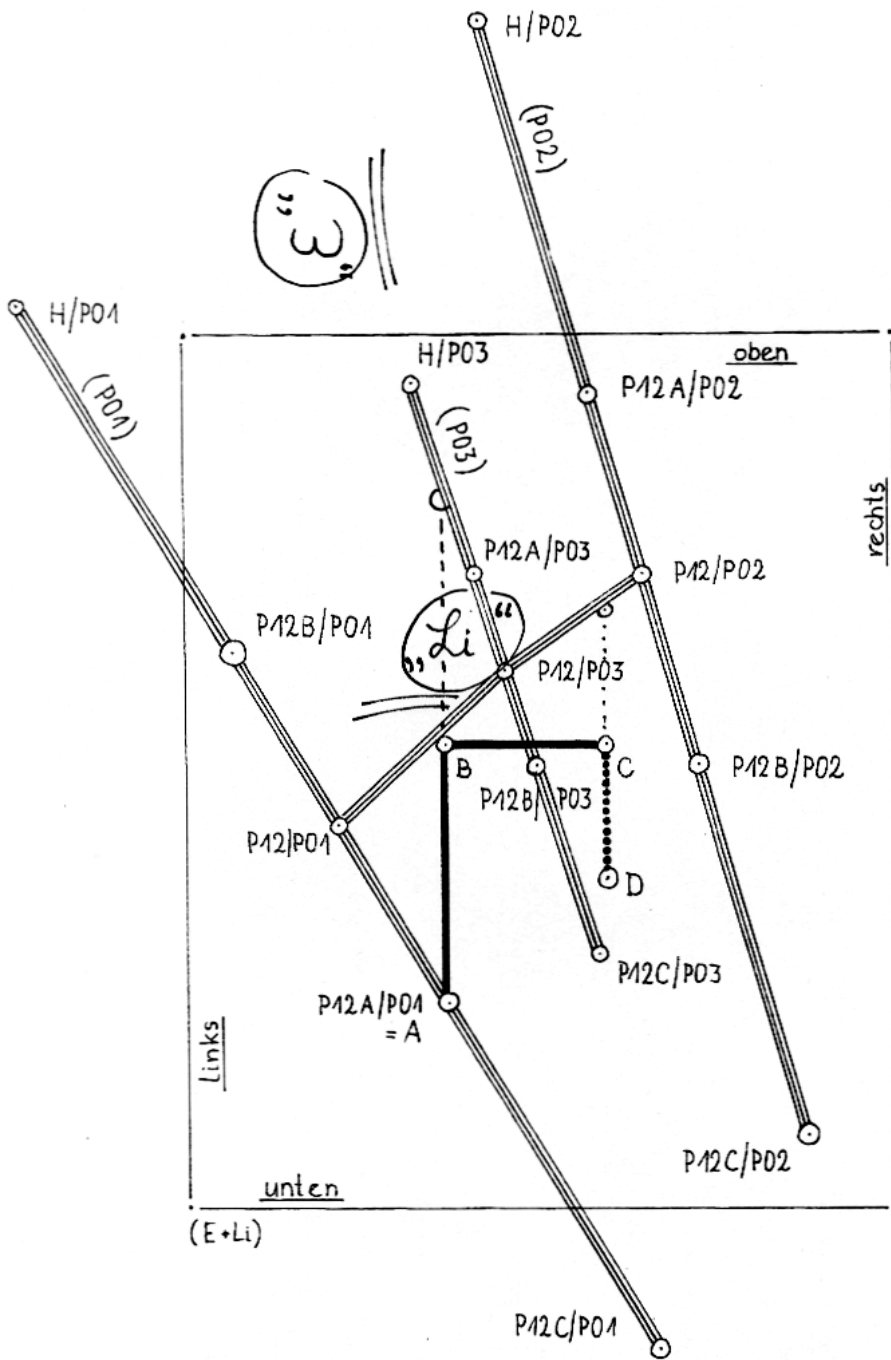 H/P02
(P02)
„3“
H/P01
(P01)
H/P03
oben
(P03)
P12A/P02
rechts
P12A/P03
P12/P02
P12B/P01
„Li“
P12/P03
B
C
P12B/P02
P12B/P03
P12/P01
D
P12C/P03
P12A/P01
= A
Links
P12C/P02
unten
(E+Li)
P12C/P01